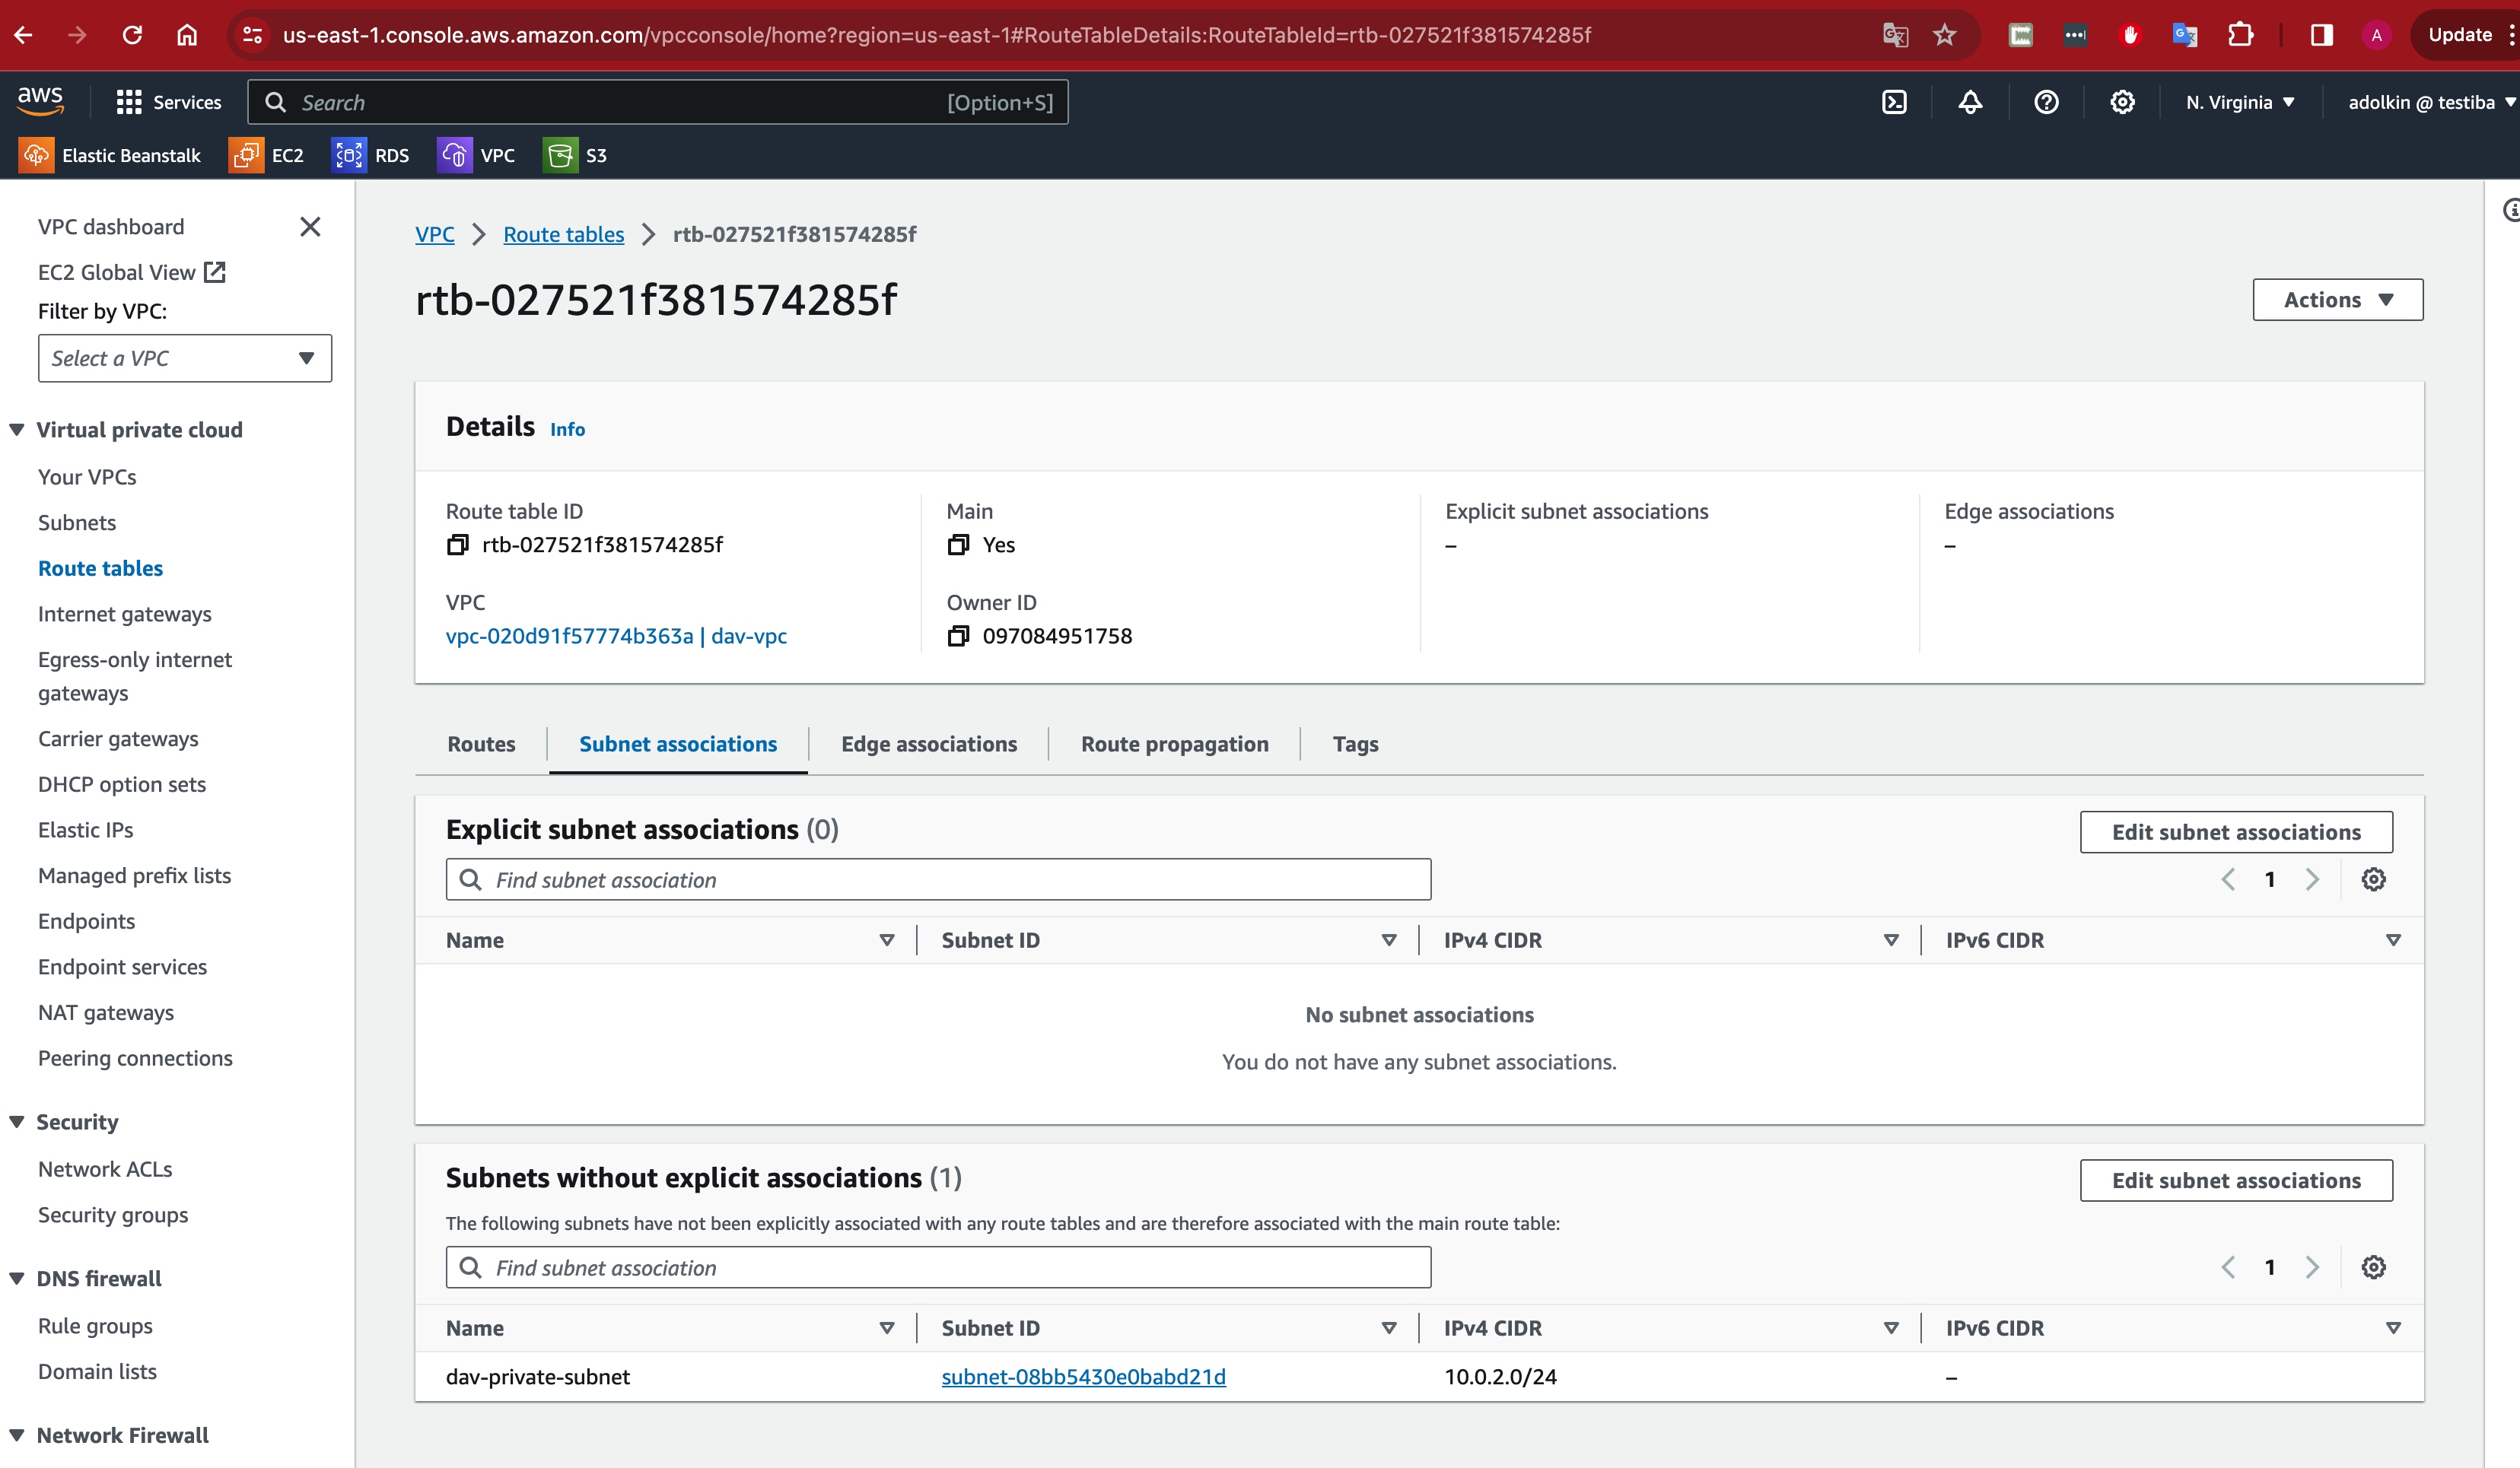 us-east-1.console.aws.amazon.com/vpcconsole/home?region=us-east-1#RouteTableDetails:RouteTableId=rtb-027521f381574285f
A
Update
aws
Services
Search
[Option+S]
N. Virginia
adolkin @ testiba
Elastic Beanstalk
EC2
RDS
VPC
S3
VPC dashboard
EC2 Global View
Filter by VPC:
Select a VPC
Virtual private cloud
Your VPCs
Subnets
Route tables
Internet gateways
Egress-only internet
gateways
Carrier gateways
DHCP option sets
Elastic IPs
Managed prefix lists
Endpoints
Endpoint services
NAT gateways
Peering connections
Security
Network ACLs
Security groups
DNS firewall
Rule groups
Domain lists
Network Firewall
VPC > Route tables > rtb-027521f381574285f
rtb-027521f381574285f
Actions
Details Info
Route table ID
rtb-027521f381574285f
Main
Yes
Explicit subnet associations
–
Edge associations
–
VPC
vpc-020d91f57774b363a | dav-vpc
Owner ID
097084951758
Routes
Subnet associations
Edge associations
Route propagation
Tags
Explicit subnet associations (0)
Edit subnet associations
Find subnet association
1
Name
Subnet ID
IPv4 CIDR
IPv6 CIDR
No subnet associations
You do not have any subnet associations.
Subnets without explicit associations (1)
Edit subnet associations
The following subnets have not been explicitly associated with any route tables and are therefore associated with the main route table:
Find subnet association
1
Name
Subnet ID
IPv4 CIDR
IPv6 CIDR
dav-private-subnet
subnet-08bb5430e0babd21d
10.0.2.0/24
–